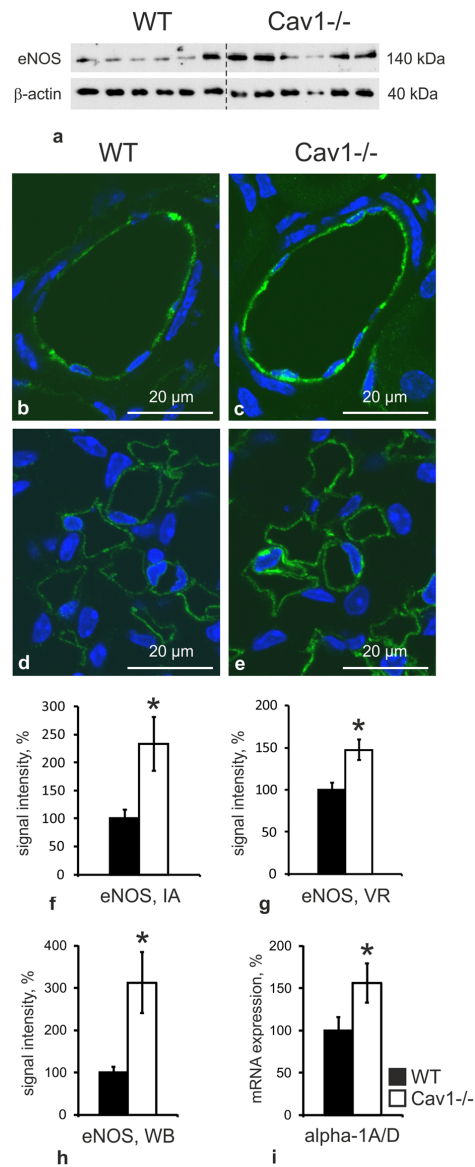 WT Cav1-/-
eNOS 140 kDa
β-actin 40 kDa
a
WT Cav1-/-
20 µm 20 µm
b c
20 µm 20 µm
d e
signal intensity, %
300
250
200
150
100
50
0
*
eNOS, IA
f
signal intensity, %
200
150
100
50
0
*
eNOS, VR
g
signal intensity, %
400
300
200
100
0
*
eNOS, WB
h
mRNA expression, %
200
150
100
50
0
*
WT
Cav1-/-
alpha-1A/D
i